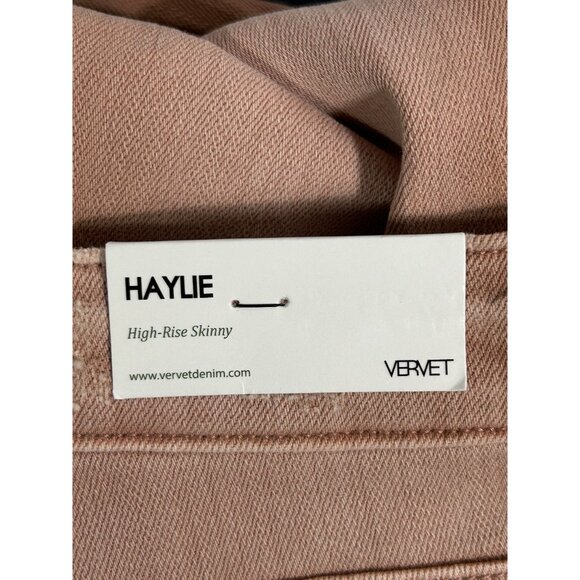 HAYLIE
High-Rise Skinny
www.vervetdenim.com
VERVET